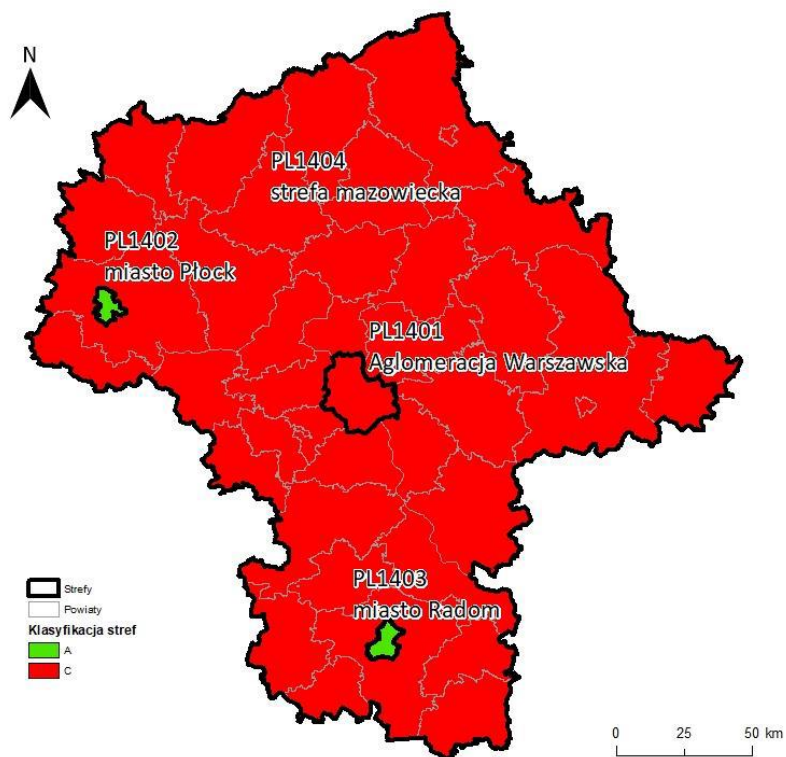 N
PL1404
strefa mazowiecka
PL1402
miasto Płock
PL1401
Aglomeracja Warszawska
PL1403
miasto Radom
Strefy
Powiaty
Klasyfikacja stref
A
C
0 25 50 km